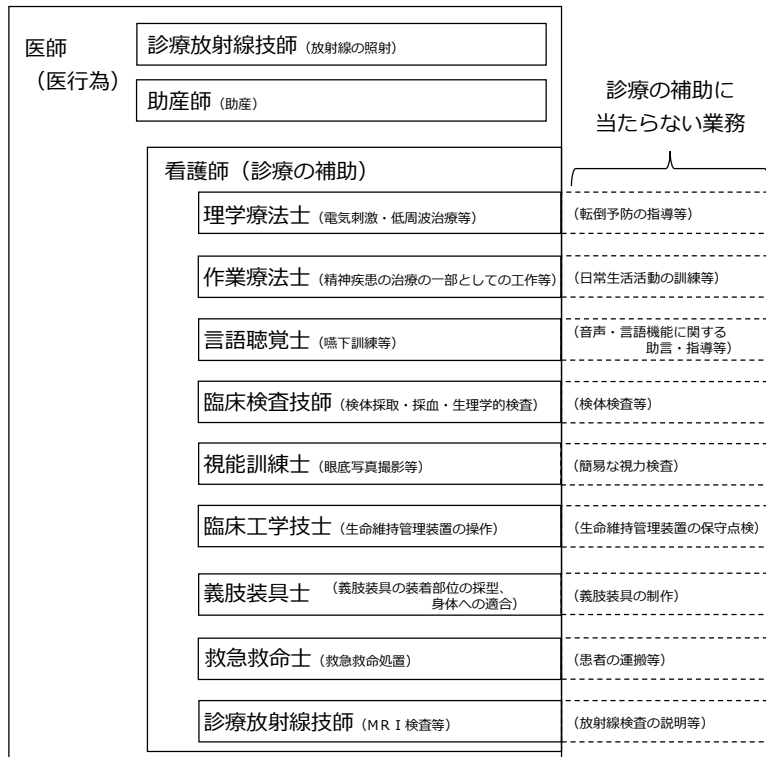 医師
（医行為）
診療放射線技師（放射線の照射）
助産師（助産）
診療の補助に
当たらない業務
看護師（診療の補助）
理学療法士（電気刺激・低周波治療等）
（転倒予防の指導等）
作業療法士（精神疾患の治療の一部としての工作等）
（日常生活活動の訓練等）
言語聴覚士（嚥下訓練等）
（音声・言語機能に関する
助言・指導等）
臨床検査技師（検体採取・採血・生理学的検査）
（検体検査等）
視能訓練士（眼底写真撮影等）
（簡易な視力検査）
臨床工学技士（生命維持管理装置の操作）
（生命維持管理装置の保守点検）
義肢装具士（義肢装具の装着部位の採型、
身体への適合）
（義肢装具の制作）
救急救命士（救急救命処置）
（患者の運搬等）
診療放射線技師（ＭＲＩ検査等）
（放射線検査の説明等）